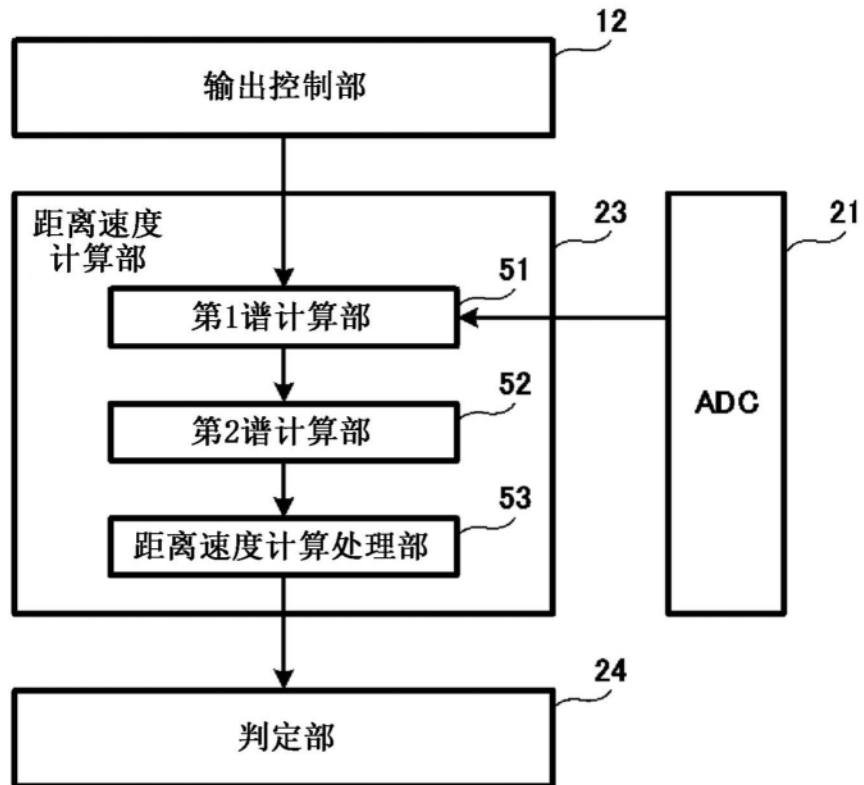 12
输出控制部
距离速度
计算部
23
21
51
第1谱计算部
ADC
52
第2谱计算部
53
距离速度计算处理部
24
判定部